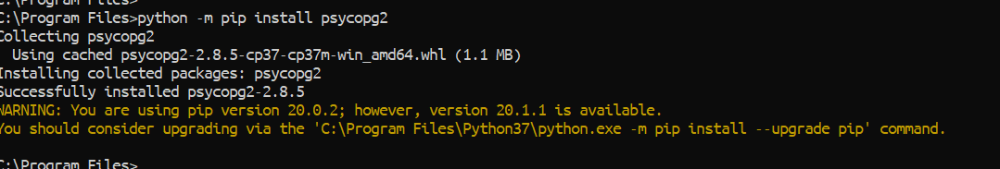 C:\Program Files>
C:\Program Files>python -m pip install psycopg2
Collecting psycopg2
Using cached psycopg2-2.8.5-cp37-cp37m-win_amd64.whl (1.1 MB)
Installing collected packages: psycopg2
Successfully installed psycopg2-2.8.5
WARNING: You are using pip version 20.0.2; however, version 20.1.1 is available.
You should consider upgrading via the 'C:\Program Files\Python37\python.exe -m pip install --upgrade pip' command.
C:\Program Files>